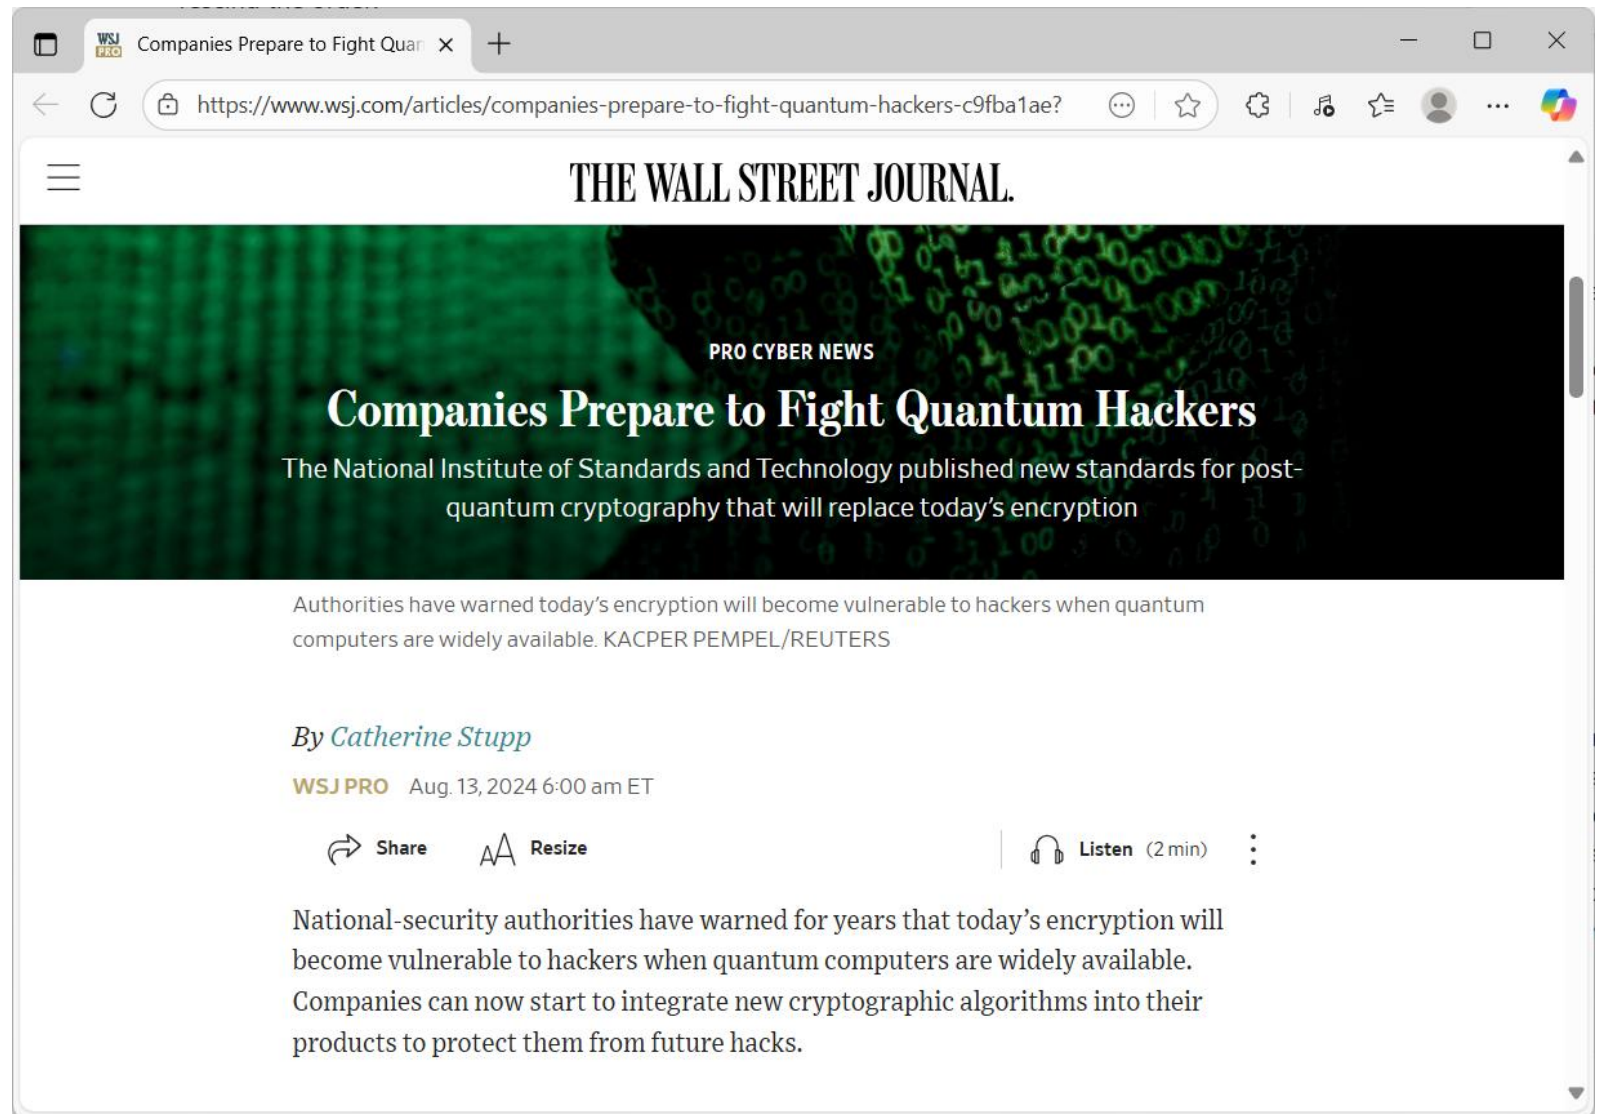 Companies Prepare to Fight Quan
https://www.wsj.com/articles/companies-prepare-to-fight-quantum-hackers-c9fba1ae?
THE WALL STREET JOURNAL.
PRO CYBER NEWS
Companies Prepare to Fight Quantum Hackers
The National Institute of Standards and Technology published new standards for post-
quantum cryptography that will replace today's encryption
Authorities have warned today's encryption will become vulnerable to hackers when quantum
computers are widely available. KACPER PEMPEL/REUTERS
By Catherine Stupp
WSJ PRO Aug. 13, 2024 6:00 am ET
Share AA Resize Listen (2 min)
National-security authorities have warned for years that today's encryption will
become vulnerable to hackers when quantum computers are widely available.
Companies can now start to integrate new cryptographic algorithms into their
products to protect them from future hacks.